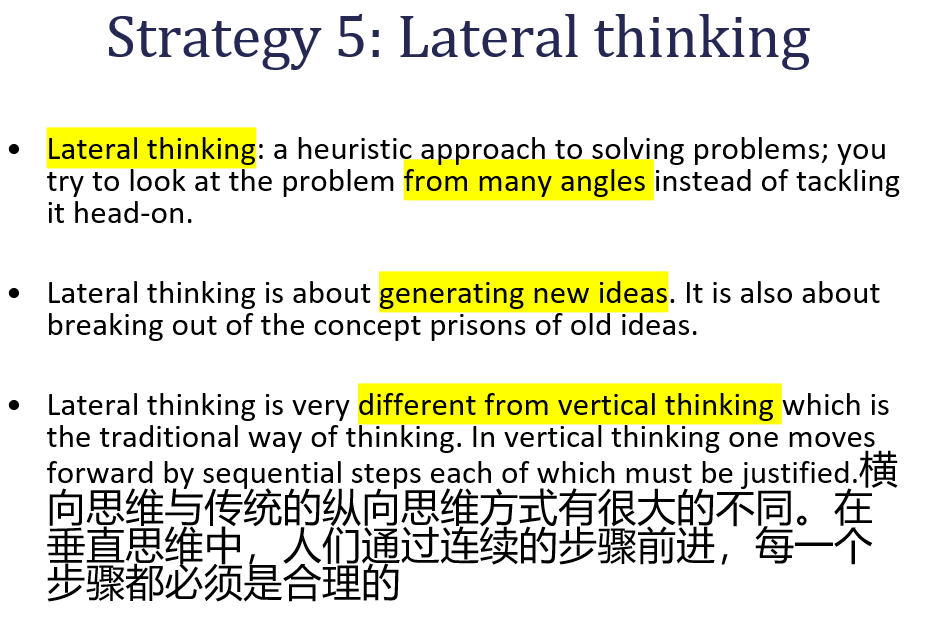 Strategy 5: Lateral thinking
• Lateral thinking: a heuristic approach to solving problems; you
try to look at the problem from many angles instead of tackling
it head-on.
• Lateral thinking is about generating new ideas. It is also about
breaking out of the concept prisons of old ideas.
• Lateral thinking is very different from vertical thinking which is
the traditional way of thinking. In vertical thinking one moves
forward by sequential steps each of which must be justified.横
向思维与传统的纵向思维方式有很大的不同。在
垂直思维中，人们通过连续的步骤前进，每一个
步骤都必须是合理的